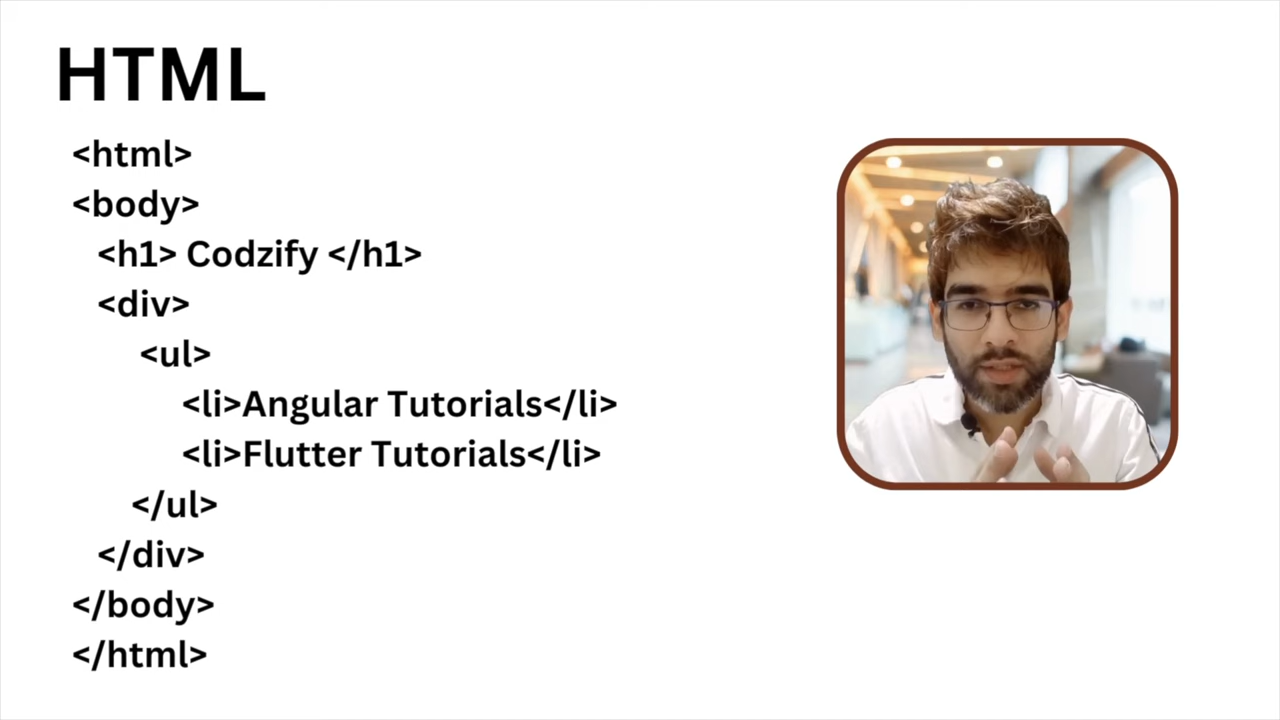 HTML
<html>
<body>
<h1> Codzify </h1>
<div>
<ul>
<li>Angular Tutorials</li>
<li>Flutter Tutorials</li>
</ul>
</div>
</body>
</html>